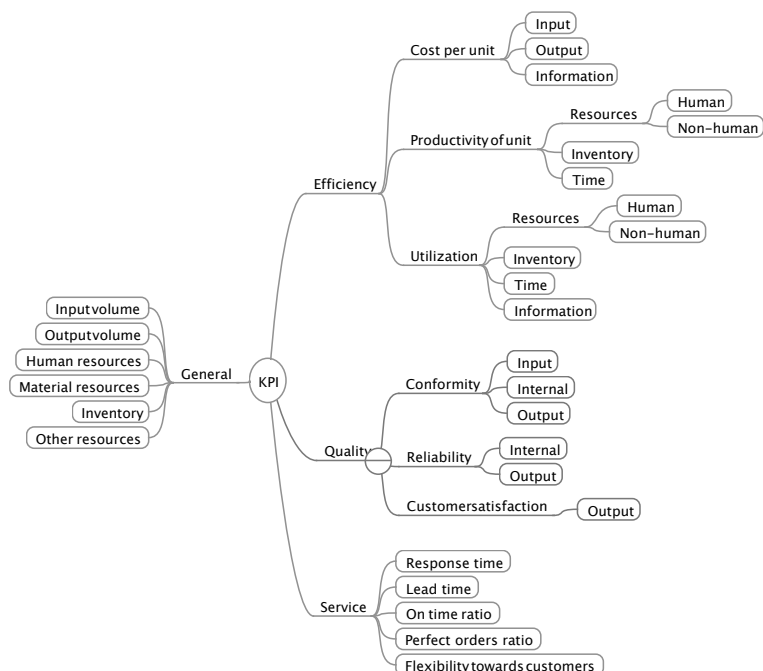 Input
Cost per unit
Output
Information
Human
Resources
Non-human
Productivity of unit
Inventory
Time
Efficiency
Human
Resources
Non-human
Utilization
Inventory
Time
Information
Input volume
Output volume
Human resources
General
Material resources
Inventory
Other resources
KPI
Input
Conformity
Internal
Output
Quality
Internal
Reliability
Output
Customersatisfaction
Output
Response time
Lead time
Service
On time ratio
Perfect orders ratio
Flexibility towards customers